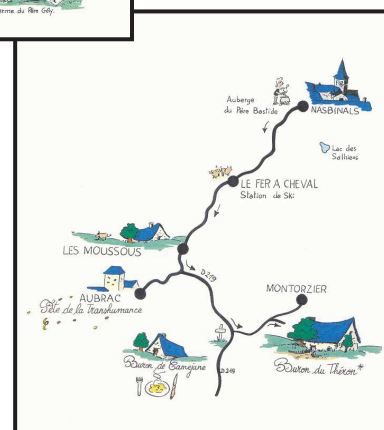 erme du Père Gély.
Auberge
du Père Bastide
NASBINALS
Lac des
Salhiens
LE FER A CHEVAL
Station de Ski
LES MOUSSOUS
D219
AUBRAC
Fête de la Transhumance
MONTORZIER
Buron de Camejane
Buron du Théron*
D219